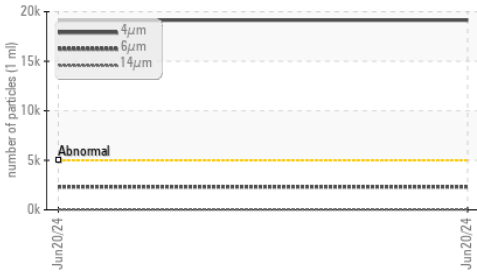 20k
4µm
6µm
14µm
15k
10k
Abnormal
5k
0k
number of particles (1 ml)
Jun20/24
Jun20/24